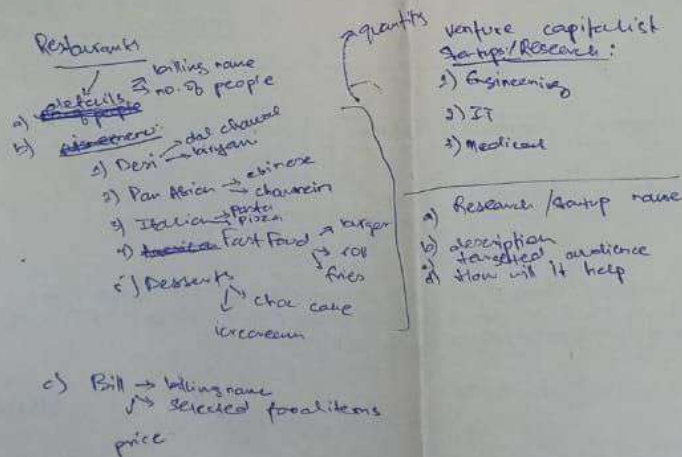 Restaurants
a) details → billing name
→ no. of people
b)
1) Desi → dal chawal
→ biryani
2) Pan Asian → chinese
→ chowmein
3) Italian → pasta
→ pizza
4) Fast Food → burger
→ fries
5) Desserts
→ choc cake
→ icecream
c) Bill → billing name
→ selected food items
price
quantity
venture capitalist
startups/Research :
1) Engineering
2) IT
3) Medical
a) Research / startup name
b) description
c) targeted audience
d) How will it help